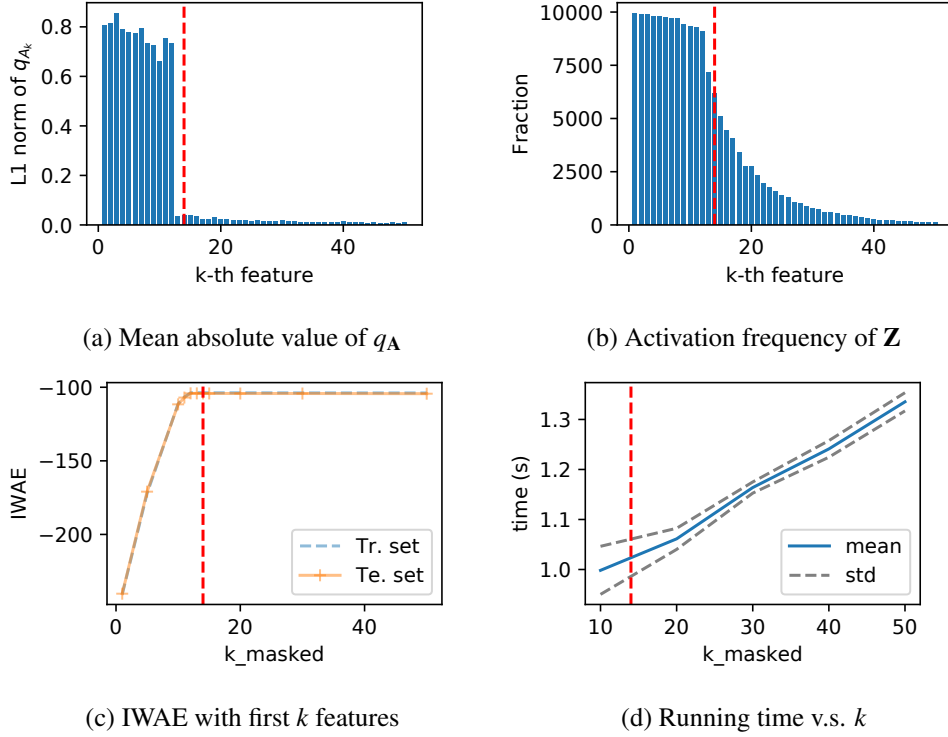 0.8
0.6
0.4
0.2
0.0
L1 norm of q_{A_k}
0 20 40
k-th feature
(a) Mean absolute value of q_A
10000
7500
5000
2500
0
Fraction
0 20 40
k-th feature
(b) Activation frequency of Z
−100
−150
−200
IWAE
Tr. set
Te. set
0 20 40
k_masked
(c) IWAE with first k features
1.3
1.2
1.1
1.0
time (s)
mean
std
10 20 30 40 50
k_masked
(d) Running time v.s. k